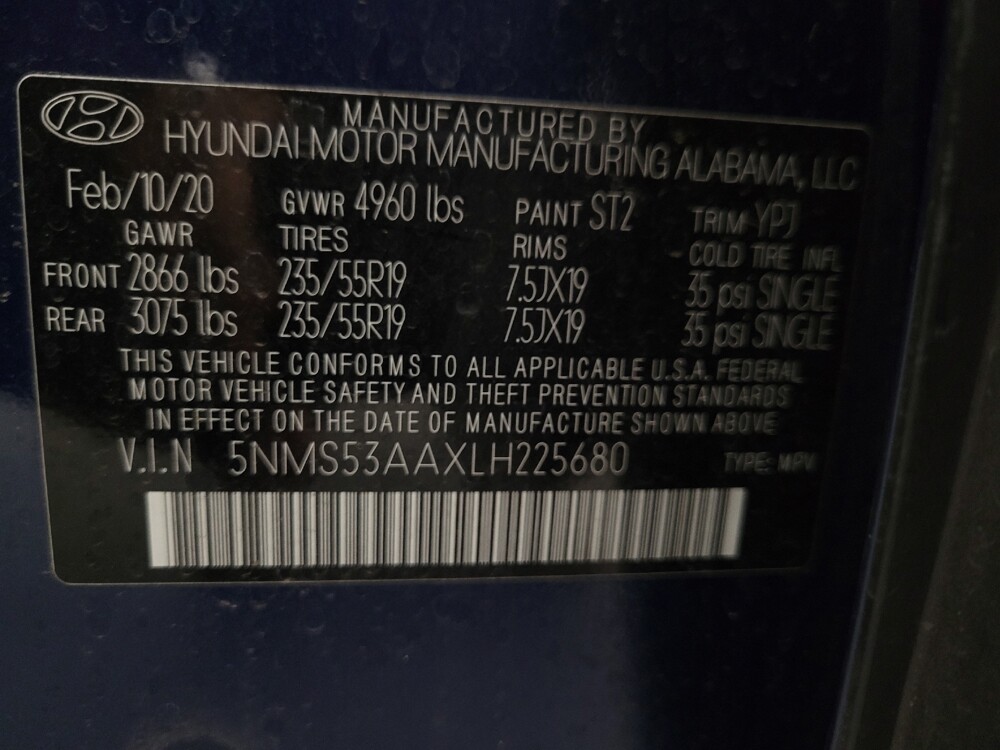 MANUFACTURED BY
HYUNDAI MOTOR MANUFACTURING ALABAMA, LLC
Feb/10/20 GVWR 4960 lbs PAINT ST2 TRIM YPJ
GAWR TIRES RIMS COLD TIRE INFL
FRONT 2866 lbs 235/55R19 7.5JX19 35 psi SINGLE
REAR 3075 lbs 235/55R19 7.5JX19 35 psi SINGLE
THIS VEHICLE CONFORMS TO ALL APPLICABLE U.S.A. FEDERAL
MOTOR VEHICLE SAFETY AND THEFT PREVENTION STANDARDS
IN EFFECT ON THE DATE OF MANUFACTURE SHOWN ABOVE
V.I.N 5NMS53AAXLH225680 TYPE: MPV